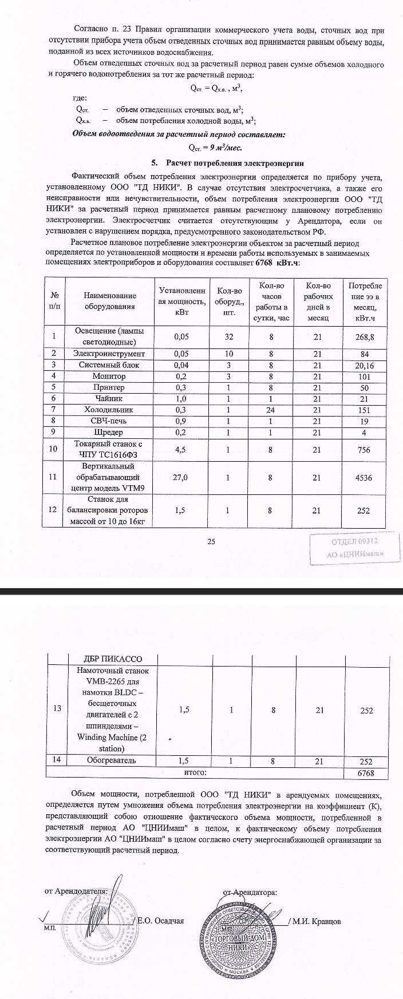 Согласно п. 23 Правил организации коммерческого учета воды, сточных вод при
отсутствии прибора учета объем отведенных сточных вод принимается равным объему воды,
поданной из всех источников водоснабжения.
Объем отведенных сточных вод за расчетный период равен сумме объемов холодного
и горячего водопотребления за тот же расчетный период:
Qст. = Qх.в. , м³,
где:
Qст. – объем отведенных сточных вод, м³;
Qх.в. – объем потребления холодной воды, м³;
Объем водоотведения за расчетный период составляет:
Qст. = 9 м³/мес.
5. Расчет потребления электроэнергии
Фактический объем потребления электроэнергии определяется по прибору учета,
установленному ООО "ТД НИКИ". В случае отсутствия электросчетчика, а также его
неисправности или нечувствительности, объем потребления электроэнергии ООО "ТД
НИКИ" за расчетный период принимается равным расчетному плановому потреблению
электроэнергии. Электросчетчик считается отсутствующим у Арендатора, если он
установлен с нарушением порядка, предусмотренного законодательством РФ.
Расчетное плановое потребление электроэнергии объектом за расчетный период
определяется по установленной мощности и времени работы используемых в занимаемых
помещениях электроприборов и оборудования составляет 6768 кВт.ч:
№ п/п Наименование оборудования Установленн ая мощность, кВт Кол-во оборуд., шт. Кол-во часов работы в сутки, час Кол-во рабочих дней в месяц Потребле ние ээ в месяц, кВт.ч
1 Освещение (лампы светодиодные) 0,05 32 8 21 268,8
2 Электроинструмент 0,05 10 8 21 84
3 Системный блок 0,04 3 8 21 20,16
4 Монитор 0,2 3 8 21 101
5 Принтер 0,3 1 8 21 50
6 Чайник 1,0 1 1 21 21
7 Холодильник 0,3 1 24 21 151
8 СВЧ-печь 0,9 1 1 21 19
9 Шредер 0,2 1 1 21 4
10 Токарный станок с ЧПУ ТС1616Ф3 4,5 1 8 21 756
11 Вертикальный обрабатывающий центр модель VTM9 27,0 1 8 21 4536
12 Станок для балансировки роторов массой от 10 до 16кг 1,5 1 8 21 252
25
ОТДЕЛ 09312
АО «ЦНИИмаш»
ДБР ПИКАССО
13 Намоточный станок VMB-2265 для намотки BLDC – бесщеточных двигателей с 2 шпинделями – Winding Machine (2 station) 1,5 1 8 21 252
14 Обогреватель 1,5 1 8 21 252
итого: 6768
Объем мощности, потребленной ООО "ТД НИКИ" в арендуемых помещениях,
определяется путем умножения объема потребления электроэнергии на коэффициент (К),
представляющий собою отношение фактического объема мощности, потребленной в
расчетный период АО "ЦНИИмаш" в целом, к фактическому объему потребления
электроэнергии АО "ЦНИИмаш" в целом согласно счету энергоснабжающей организации за
соответствующий расчетный период.
от Арендодателя: от Арендатора:
/ Е.О. Осадчая / М.И. Кравцов
м.п. м.п.
«ТОРГОВЫЙ ДОМ
НИКИ»
МОСКВА